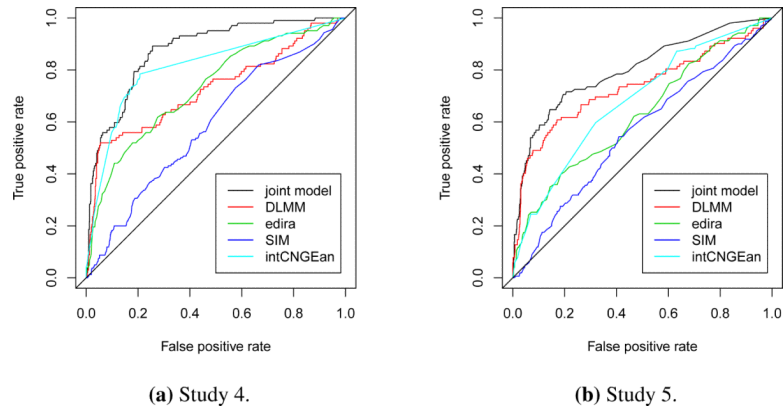 True positive rate
1.0
0.8
0.6
0.4
0.2
0.0
joint model
DLMM
edira
SIM
intCNGEan
0.0 0.2 0.4 0.6 0.8 1.0
False positive rate
(a) Study 4.
True positive rate
1.0
0.8
0.6
0.4
0.2
0.0
joint model
DLMM
edira
SIM
intCNGEan
0.0 0.2 0.4 0.6 0.8 1.0
False positive rate
(b) Study 5.